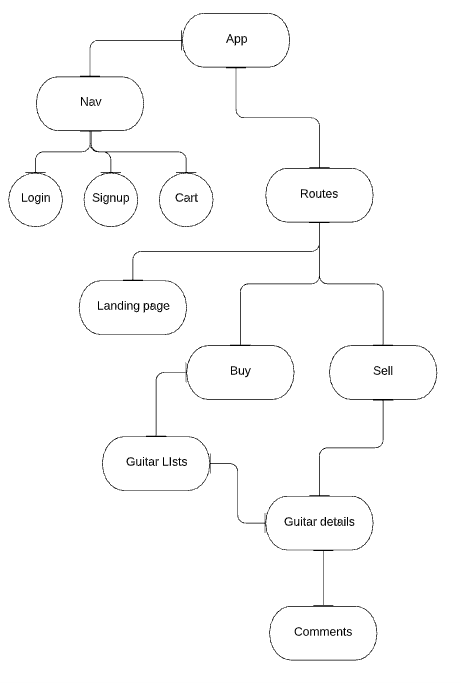 App
Nav
Login
Signup
Cart
Routes
Landing page
Buy
Sell
Guitar LIsts
Guitar details
Comments